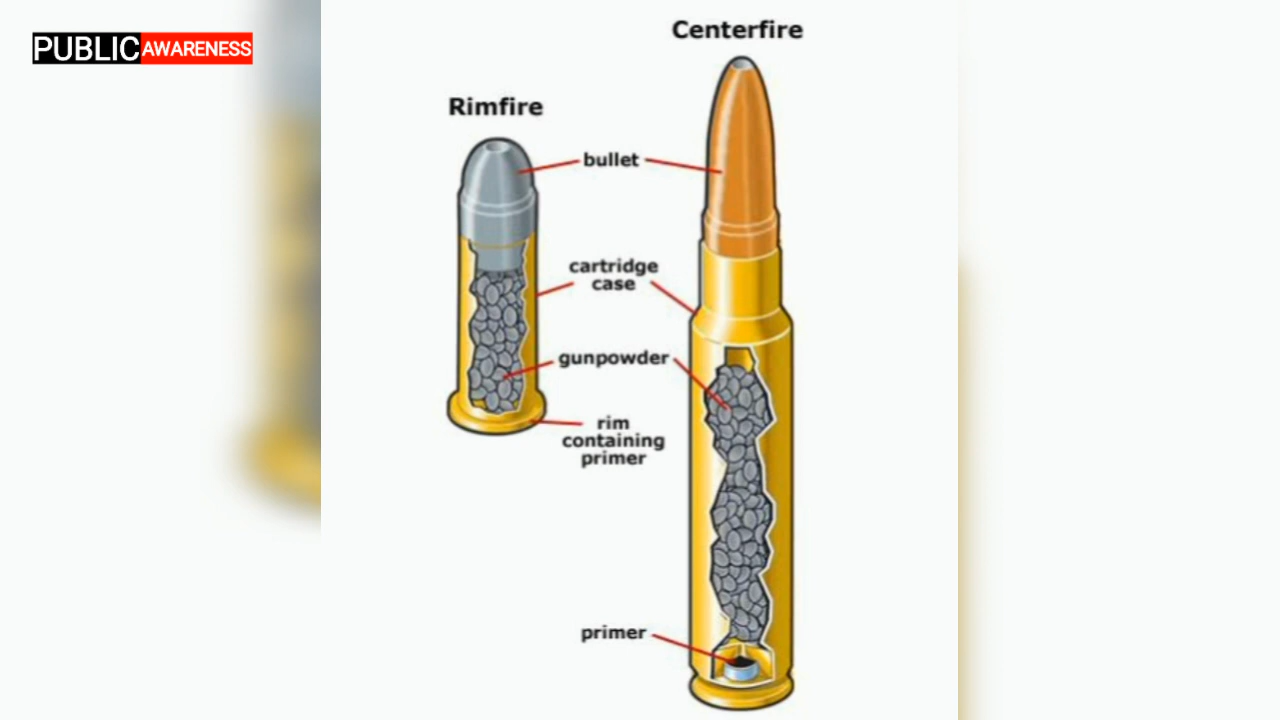 PUBLIC AWARENESS
Centerfire
Rimfire
bullet
cartridge
case
gunpowder
rim
containing
primer
primer